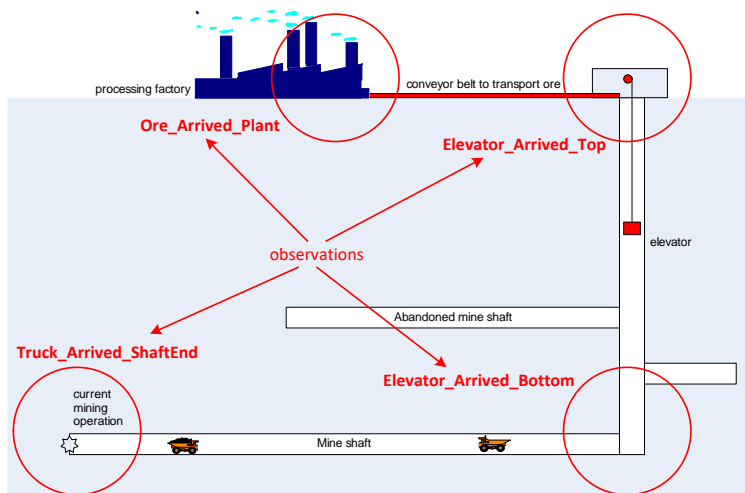 processing factory
conveyor belt to transport ore
Ore_Arrived_Plant
Elevator_Arrived_Top
elevator
observations
Abandoned mine shaft
Truck_Arrived_ShaftEnd
Elevator_Arrived_Bottom
current
mining
operation
Mine shaft